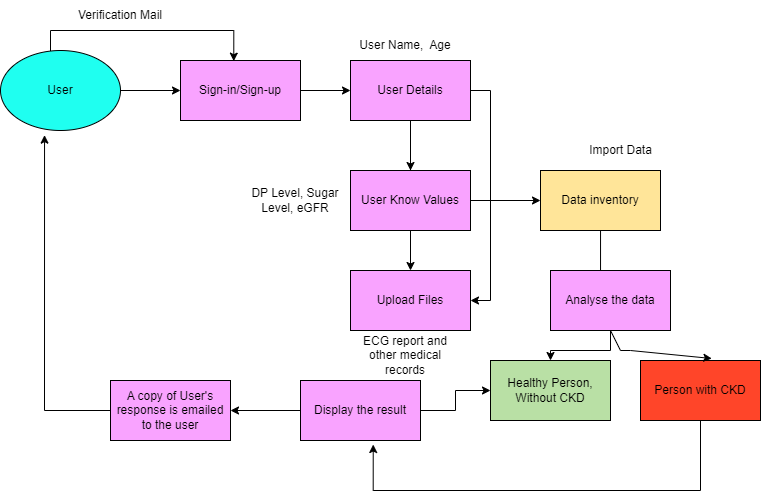 Verification Mail
User Name, Age
User
Sign-in/Sign-up
User Details
Import Data
DP Level, Sugar
Level, eGFR
User Know Values
Data inventory
Upload Files
Analyse the data
ECG report and
other medical
records
Healthy Person,
Without CKD
Person with CKD
A copy of User's
response is emailed
to the user
Display the result